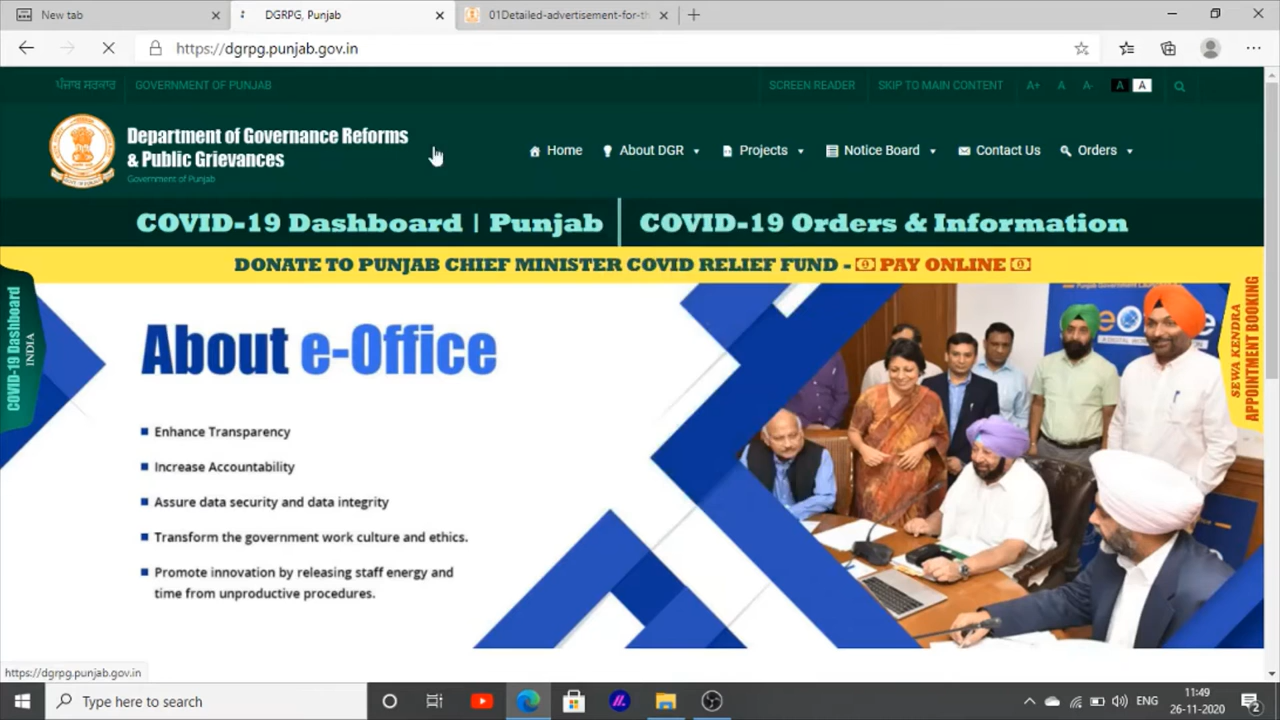 New tab
DGRPG, Punjab
01Detailed-advertisement-for-th
https://dgrpg.punjab.gov.in
ਪੰਜਾਬ ਸਰਕਾਰ
GOVERNMENT OF PUNJAB
SCREEN READER
SKIP TO MAIN CONTENT
A+ A A- A A
Department of Governance Reforms
& Public Grievances
Government of Punjab
Home About DGR Projects Notice Board Contact Us Orders
COVID-19 Dashboard | Punjab
COVID-19 Orders & Information
DONATE TO PUNJAB CHIEF MINISTER COVID RELIEF FUND - PAY ONLINE
COVID-19 Dashboard
INDIA
SEWA KENDRA
APPOINTMENT BOOKING
About e-Office
Enhance Transparency
Increase Accountability
Assure data security and data integrity
Transform the government work culture and ethics.
Promote innovation by releasing staff energy and
time from unproductive procedures.
https://dgrpg.punjab.gov.in
Type here to search
ENG
11:49
26-11-2020
2